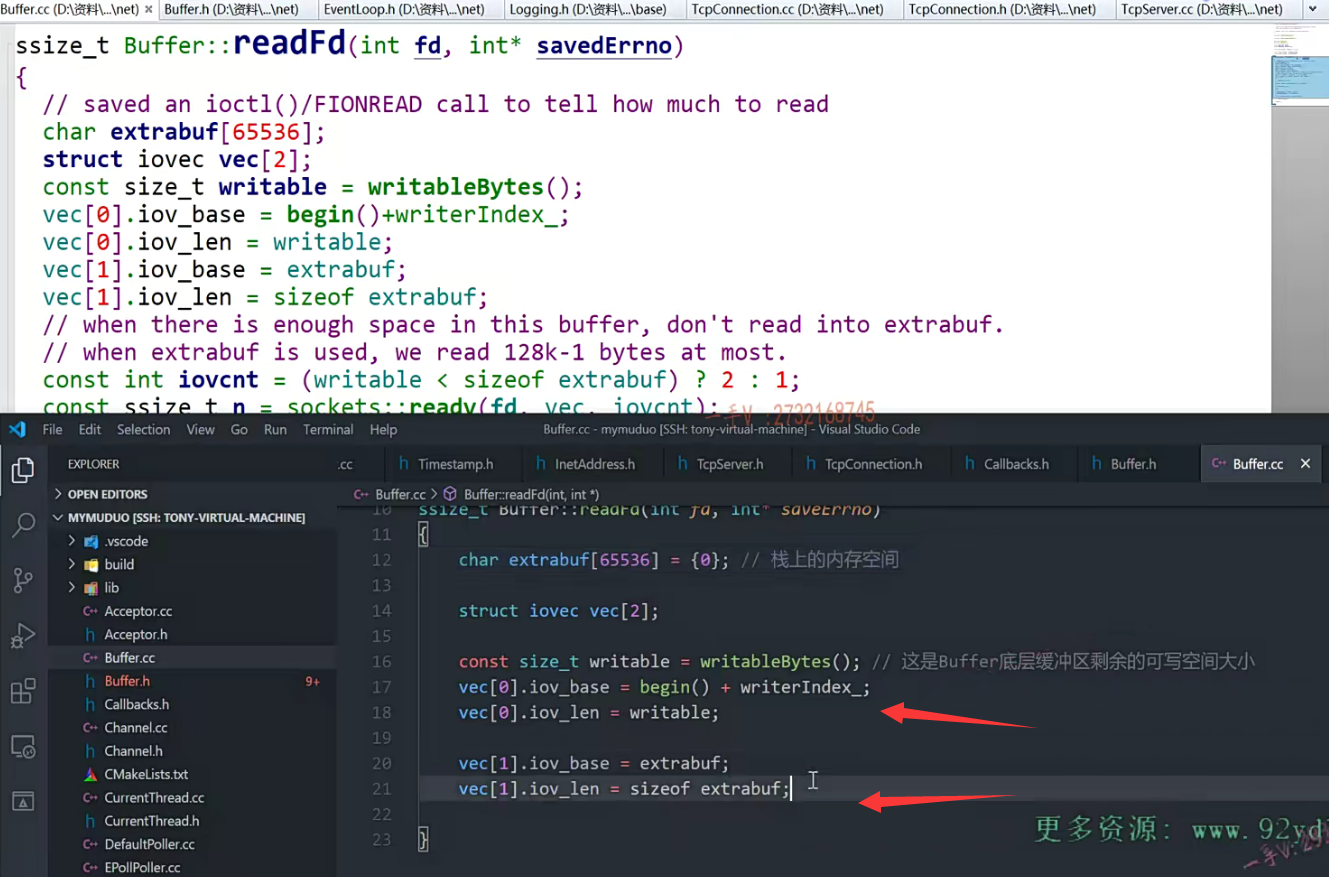 Buffer.cc (D:\资料\...\net) × Buffer.h (D:\资料\...\net) EventLoop.h (D:\资料\...\net) Logging.h (D:\资料\...\base) TcpConnection.cc (D:\资料\...\net) TcpConnection.h (D:\资料\...\net) TcpServer.cc (D:\资料\...\net)
ssize_t Buffer::readFd(int fd, int* savedErrno)
{
// saved an ioctl()/FIONREAD call to tell how much to read
char extrabuf[65536];
struct iovec vec[2];
const size_t writable = writableBytes();
vec[0].iov_base = begin()+writerIndex_;
vec[0].iov_len = writable;
vec[1].iov_base = extrabuf;
vec[1].iov_len = sizeof extrabuf;
// when there is enough space in this buffer, don't read into extrabuf.
// when extrabuf is used, we read 128k-1 bytes at most.
const int iovcnt = (writable < sizeof extrabuf) ? 2 : 1;
const ssize_t n = sockets::readv(fd, vec, iovcnt);
一手V :2732168745
File Edit Selection View Go Run Terminal Help Buffer.cc - mymuduo [SSH: tony-virtual-machine] - Visual Studio Code
EXPLORER
.cc Timestamp.h InetAddress.h TcpServer.h TcpConnection.h Callbacks.h Buffer.h Buffer.cc ×
OPEN EDITORS
MYMUDUO [SSH: TONY-VIRTUAL-MACHINE]
.vscode
build
lib
Acceptor.cc
Acceptor.h
Buffer.cc
Buffer.h 9+
Callbacks.h
Channel.cc
Channel.h
CMakeLists.txt
CurrentThread.cc
CurrentThread.h
DefaultPoller.cc
EPollPoller.cc
Buffer.cc > Buffer::readFd(int, int *)
10 ssize_t Buffer::readFd(int fd, int* saveErrno)
11 {
12 char extrabuf[65536] = {0}; // 栈上的内存空间
13
14 struct iovec vec[2];
15
16 const size_t writable = writableBytes(); // 这是Buffer底层缓冲区剩余的可写空间大小
17 vec[0].iov_base = begin() + writerIndex_;
18 vec[0].iov_len = writable;
19
20 vec[1].iov_base = extrabuf;
21 vec[1].iov_len = sizeof extrabuf;
22
23 }
更多资源: www.92yd
一手V: